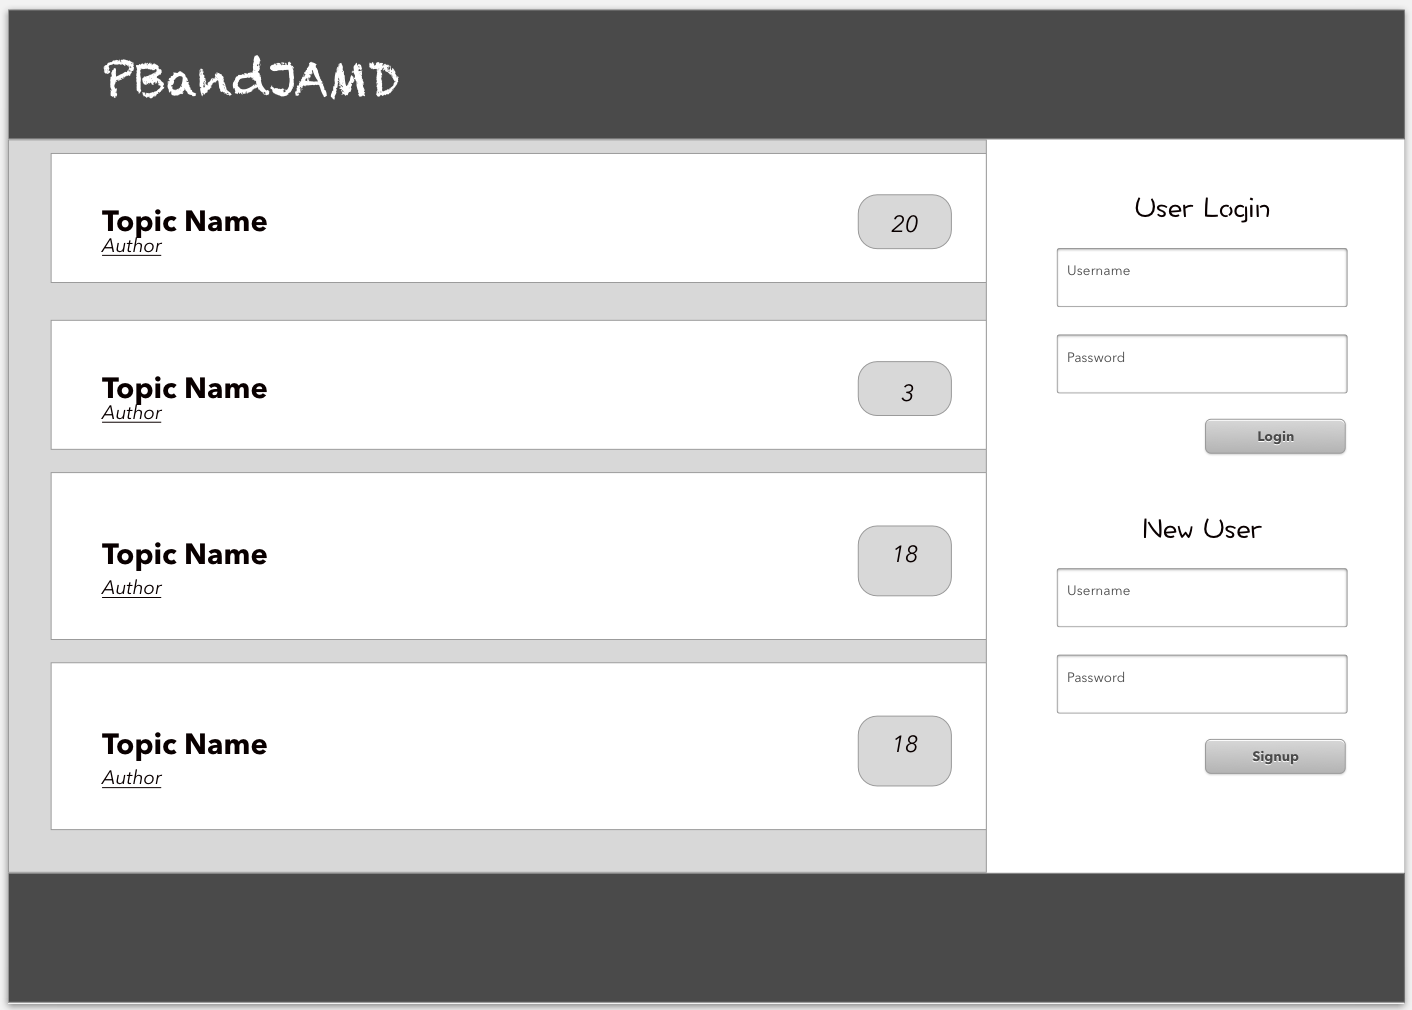 PBandJAMD
Topic Name
Author
20
Topic Name
Author
3
Topic Name
Author
18
Topic Name
Author
18
User Login
Username
Password
Login
New User
Username
Password
Signup